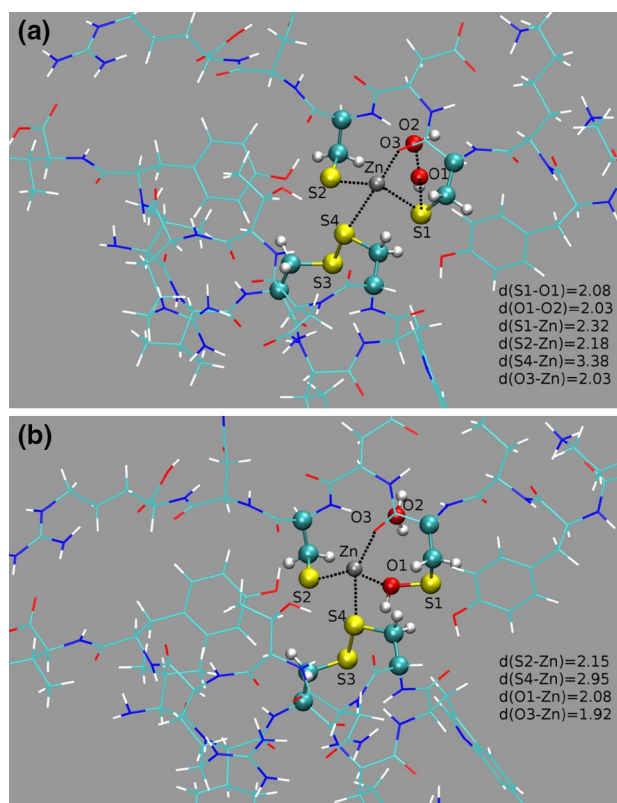 (a)
O2
O3
Zn
O1
S2
S4
S1
S3
d(S1-O1)=2.08
d(O1-O2)=2.03
d(S1-Zn)=2.32
d(S2-Zn)=2.18
d(S4-Zn)=3.38
d(O3-Zn)=2.03
(b)
O2
O3
Zn
O1
S2
S1
S4
S3
d(S2-Zn)=2.15
d(S4-Zn)=2.95
d(O1-Zn)=2.08
d(O3-Zn)=1.92